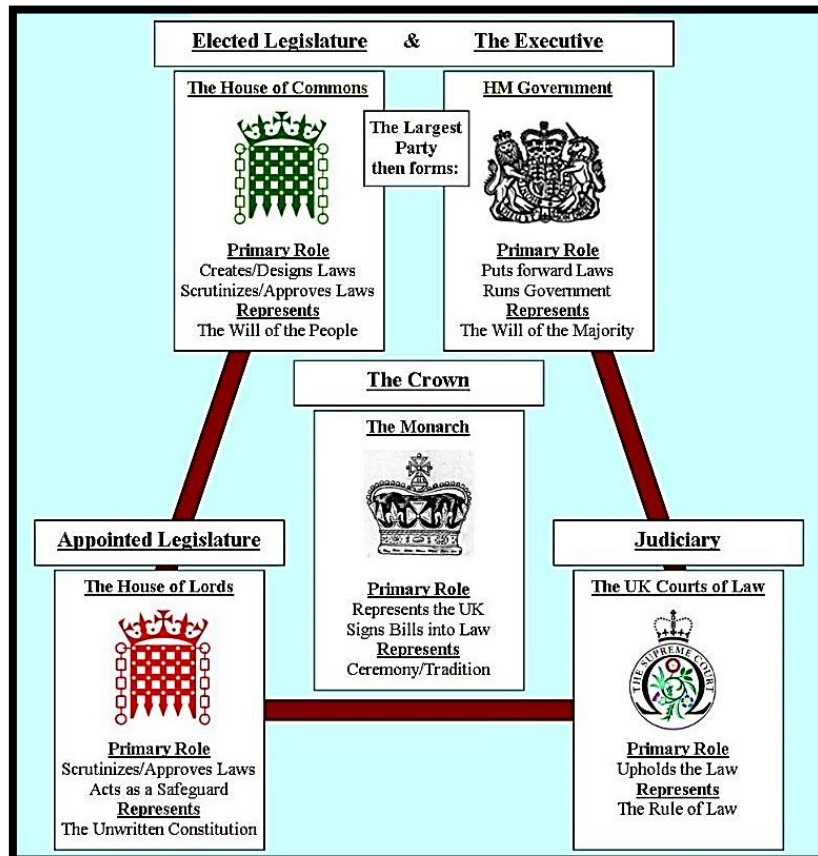 Elected Legislature & The Executive
The House of Commons
HM Government
The Largest
Party
then forms:
Primary Role
Creates/Designs Laws
Scrutinizes/Approves Laws
Represents
The Will of the People
Primary Role
Puts forward Laws
Runs Government
Represents
The Will of the Majority
The Crown
The Monarch
Primary Role
Represents the UK
Signs Bills into Law
Represents
Ceremony/Tradition
Appointed Legislature
The House of Lords
Primary Role
Scrutinizes/Approves Laws
Acts as a Safeguard
Represents
The Unwritten Constitution
Judiciary
The UK Courts of Law
THE SUPREME COURT
Primary Role
Upholds the Law
Represents
The Rule of Law